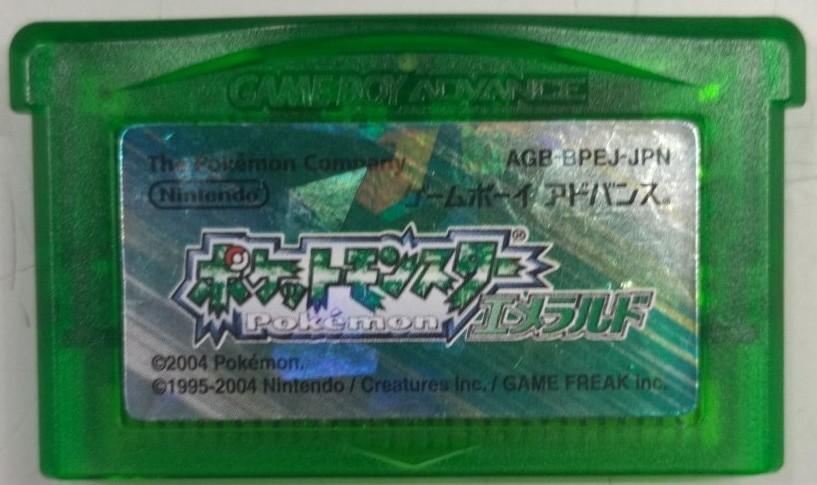 GAME BOY ADVANCE
The Pokémon Company
AGB-BPEJ-JPN
Nintendo
ゲームボーイ アドバンス®
ポケットモンスター®
Pokémon
エメラルド
©2004 Pokémon.
©1995-2004 Nintendo / Creatures inc. / GAME FREAK inc.